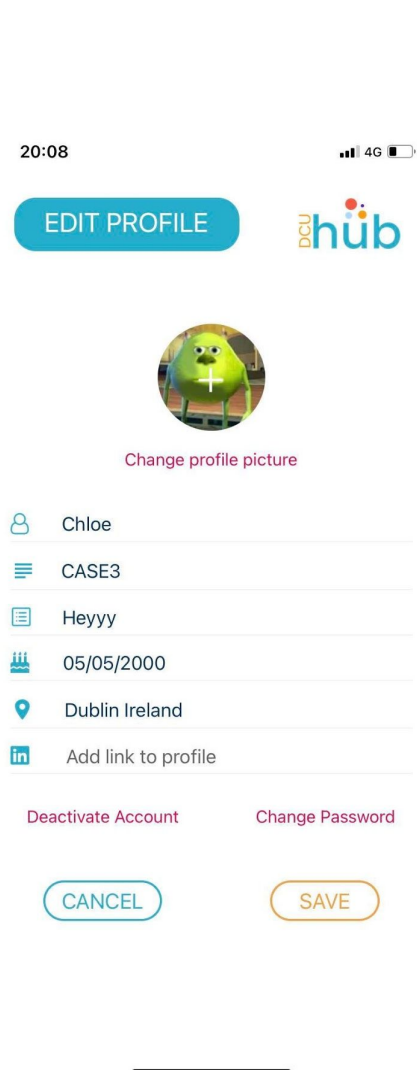 20:08
4G
EDIT PROFILE
DCU
hub
Change profile picture
Chloe
CASE3
Heyyy
05/05/2000
Dublin Ireland
in
Add link to profile
Deactivate Account
Change Password
CANCEL
SAVE